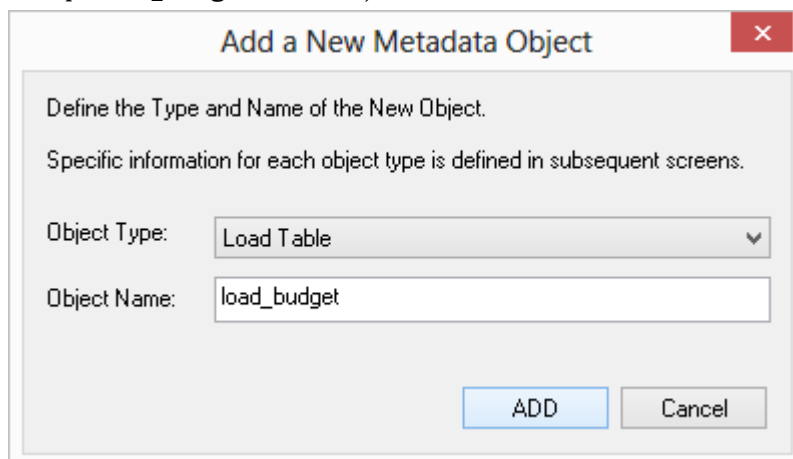 Add a New Metadata Object
Define the Type and Name of the New Object.
Specific information for each object type is defined in subsequent screens.
Object Type: Load Table
Object Name: load_budget
ADD Cancel